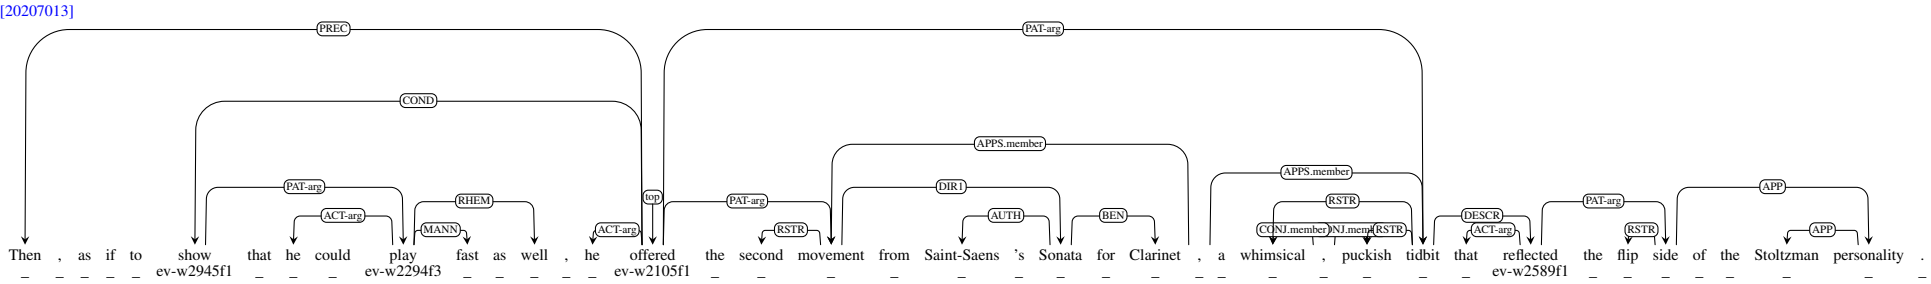 [20207013]
PREC PAT-arg
COND
APPS.member
APPS.member
PAT-arg DIR1 APP
RHEM top PAT-arg RSTR PAT-arg
ACT-arg AUTH BEN DESCR
MANN ACT-arg RSTR CONJ.member RSTR ACT-arg RSTR APP
Then , as if to show that he could play fast as well , he offered the second movement from Saint-Saens 's Sonata for Clarinet , a whimsical , puckish tidbit that reflected the flip side of the Stoltzman personality .
_ _ _ _ _ ev-w2945f1 _ _ _ ev-w2294f3 _ _ _ _ _ ev-w2105f1 _ _ _ _ _ _ _ _ _ _ _ _ _ _ _ _ ev-w2589f1 _ _ _ _ _ _ _ _